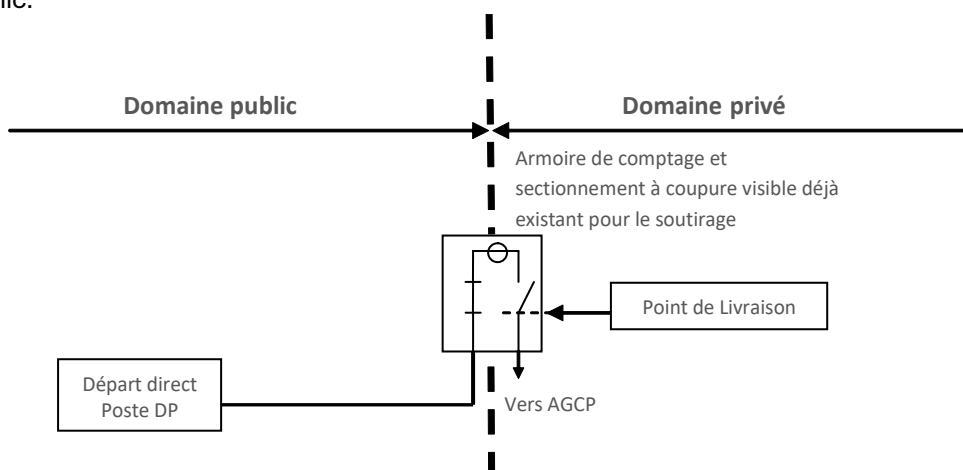 Domaine public
Domaine privé
Armoire de comptage et
sectionnement à coupure visible déjà
existant pour le soutirage
Point de Livraison
Départ direct
Poste DP
Vers AGCP